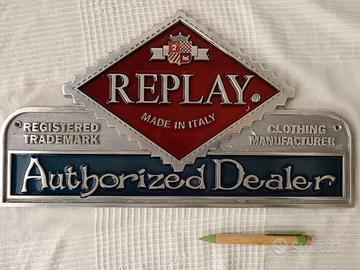 REPLAY
MADE IN ITALY
REGISTERED
TRADEMARK
CLOTHING
MANUFACTURER
Authorized Dealer